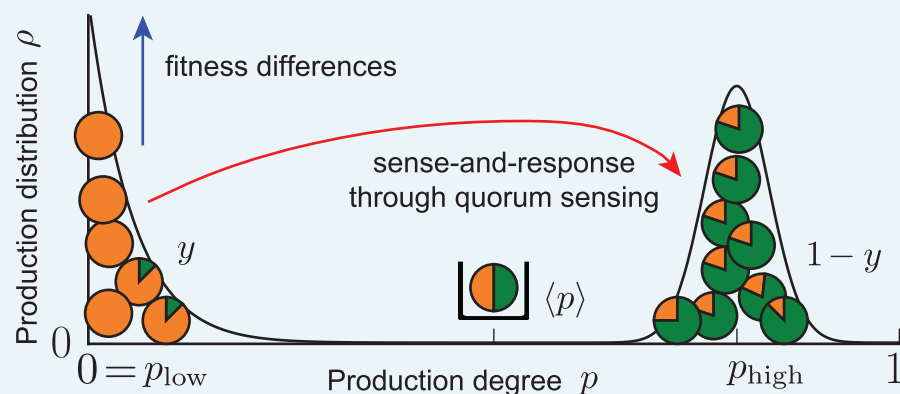 Production distribution ρ
fitness differences
sense-and-response
through quorum sensing
y
⟨p⟩
1 − y
0
0 = p_low
Production degree p
p_high
1